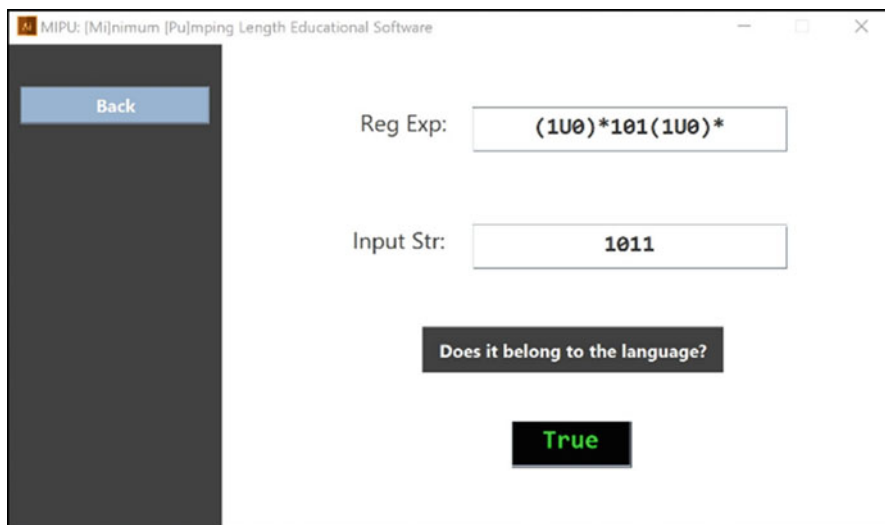 MIPU: [Mi]nimum [Pu]mping Length Educational Software
Back
Reg Exp: (1U0)*101(1U0)*
Input Str: 1011
Does it belong to the language?
True